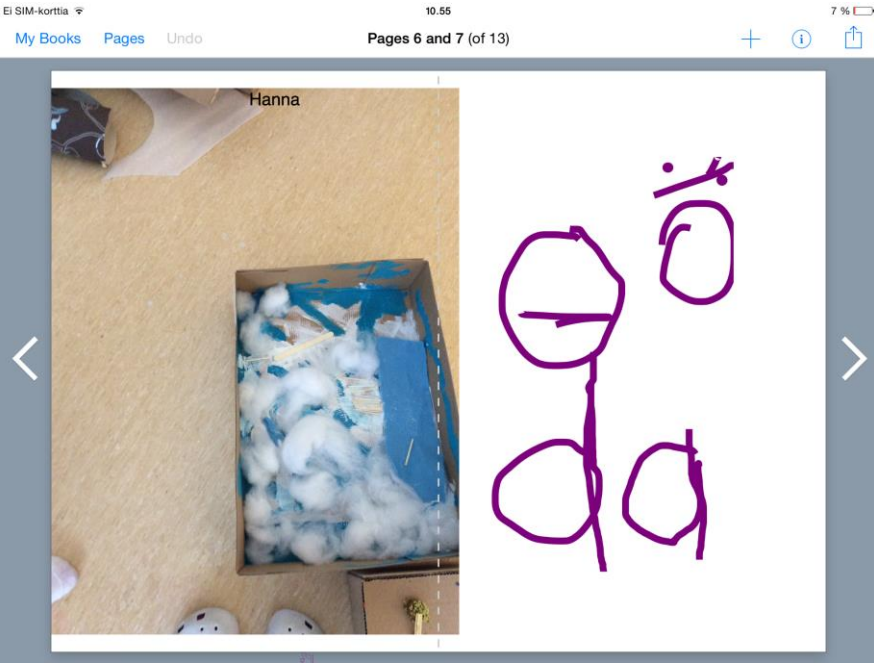 Ei SIM-korttia 10.55 7 %
My Books Pages Undo Pages 6 and 7 (of 13)
Hanna